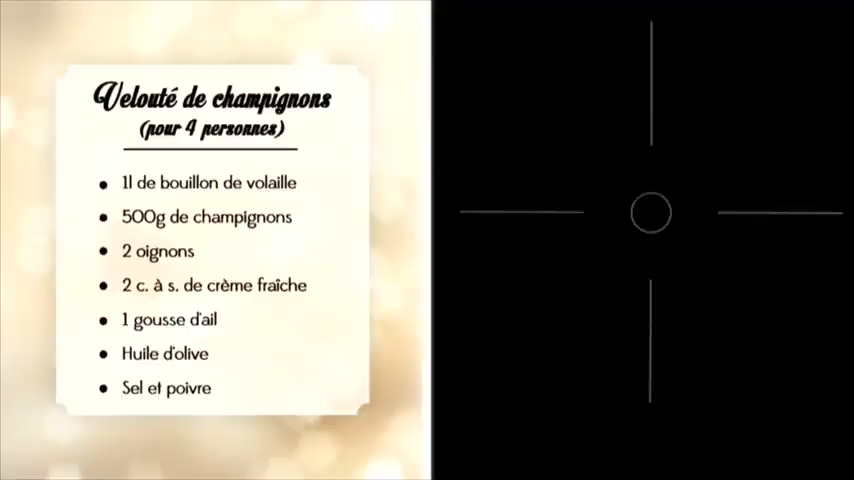 Velouté de champignons
(pour 4 personnes)
1l de bouillon de volaille
500g de champignons
2 oignons
2 c. à s. de crème fraîche
1 gousse d'ail
Huile d'olive
Sel et poivre